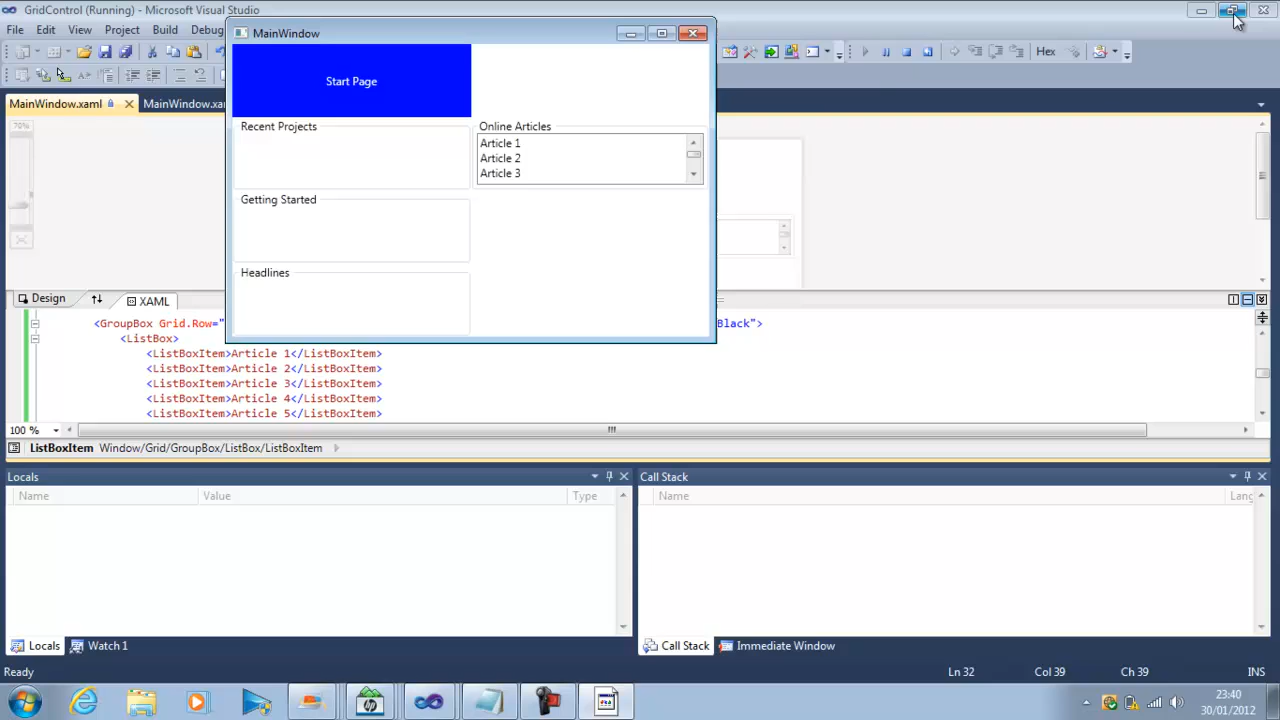 GridControl (Running) - Microsoft Visual Studio
File Edit View Project Build Debug
MainWindow
Hex
MainWindow.xaml
Start Page
70%
Recent Projects
Online Articles
Article 1
Article 2
Article 3
Getting Started
Headlines
Design
XAML
<GroupBox Grid.Row=" Black">
<ListBox>
<ListBoxItem>Article 1</ListBoxItem>
<ListBoxItem>Article 2</ListBoxItem>
<ListBoxItem>Article 3</ListBoxItem>
<ListBoxItem>Article 4</ListBoxItem>
<ListBoxItem>Article 5</ListBoxItem>
100 %
ListBoxItem Window/Grid/GroupBox/ListBox/ListBoxItem
Locals
Call Stack
Name Value Type
Name Lang
Locals Watch 1
Call Stack Immediate Window
Ready Ln 32 Col 39 Ch 39 INS
23:40
30/01/2012